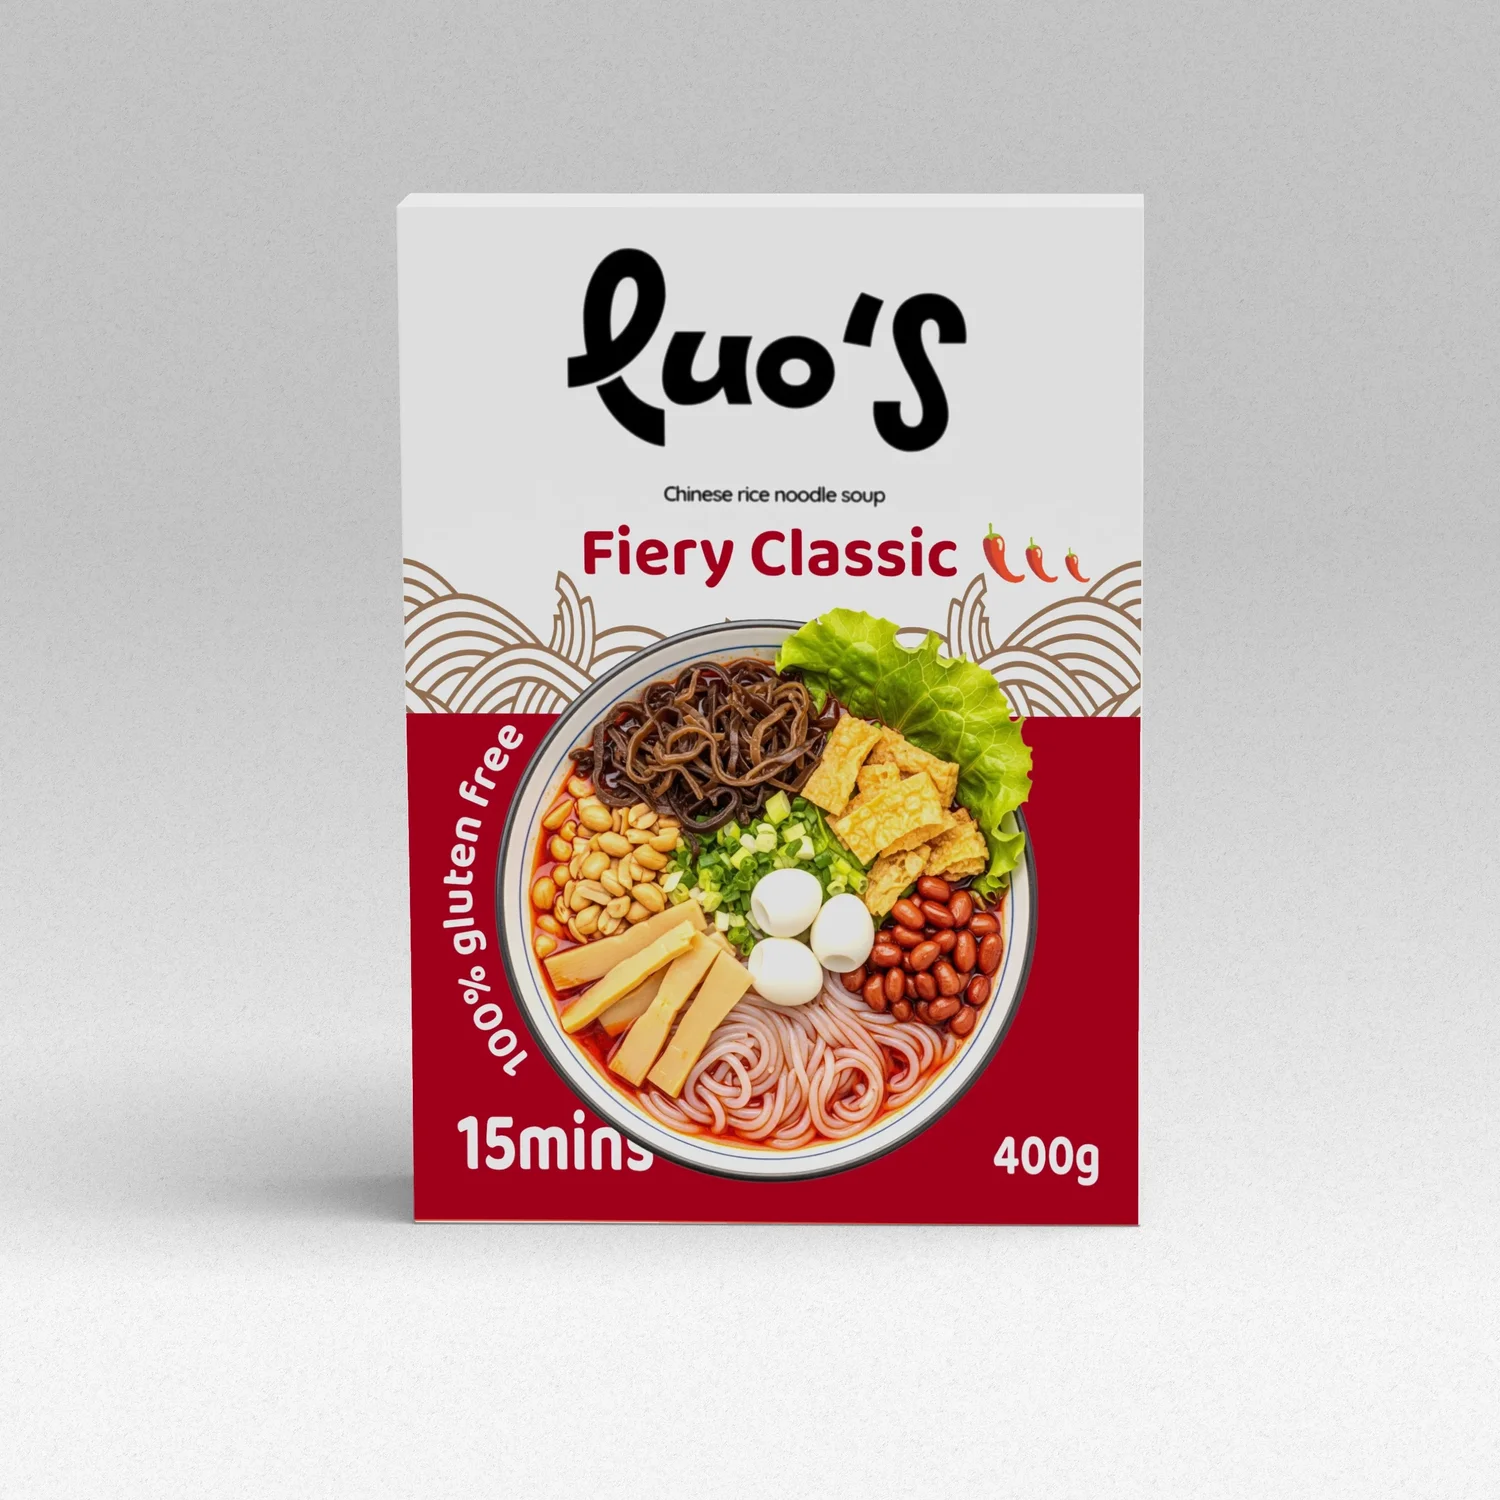 luo's
Chinese rice noodle soup
Fiery Classic
100% gluten free
15mins
400g